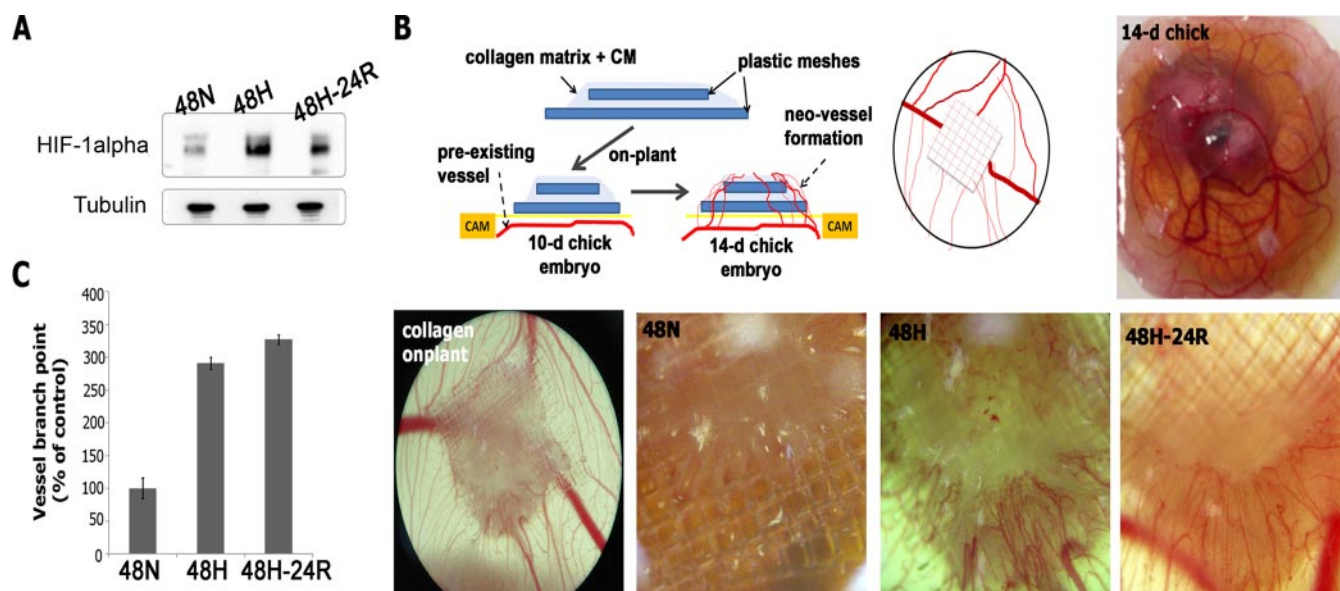 A
48N 48H 48H-24R
HIF-1alpha
Tubulin
B
collagen matrix + CM
plastic meshes
neo-vessel
formation
pre-existing
vessel
on-plant
CAM
CAM
10-d chick
embryo
14-d chick
embryo
14-d chick
C
Vessel branch point
(% of control)
400
350
300
250
200
150
100
50
0
48N 48H 48H-24R
collagen
onplant
48N
48H
48H-24R